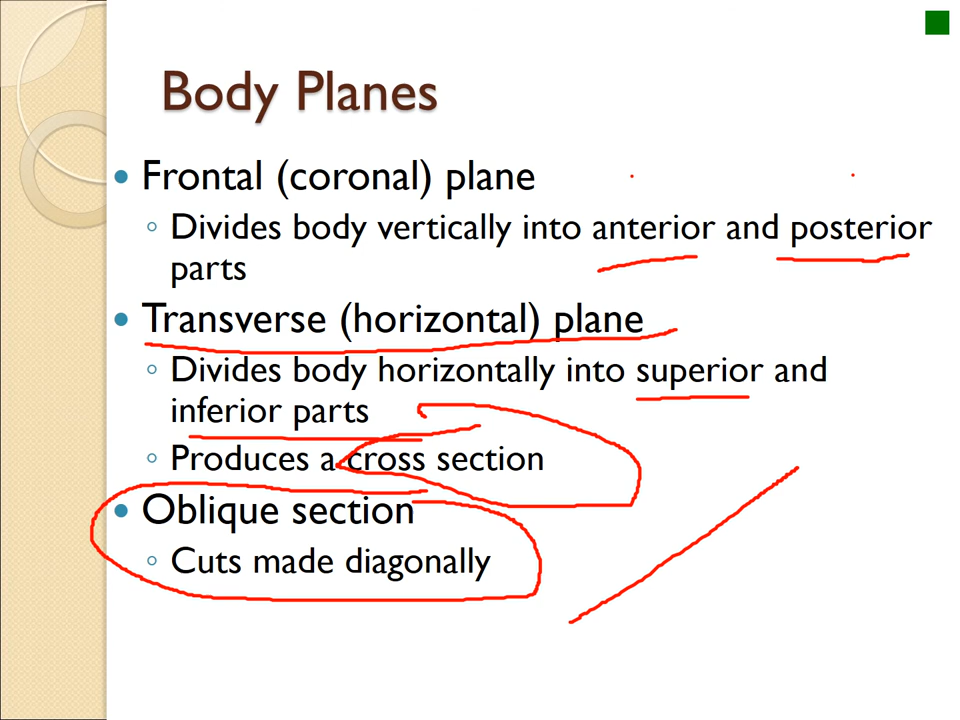 Body Planes
• Frontal (coronal) plane
◦ Divides body vertically into anterior and posterior
parts
• Transverse (horizontal) plane
◦ Divides body horizontally into superior and
inferior parts
◦ Produces a cross section
• Oblique section
◦ Cuts made diagonally